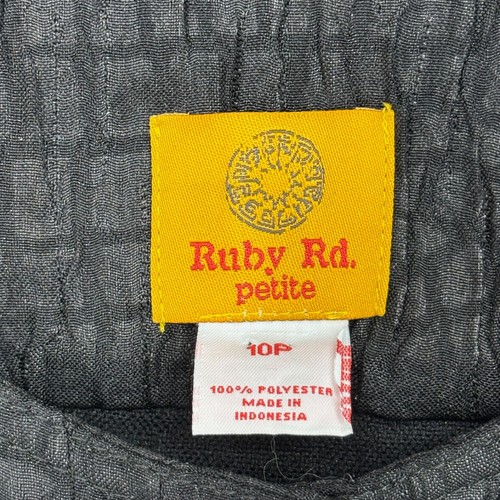 Ruby Rd.
petite
10P
100% POLYESTER
MADE IN
INDONESIA